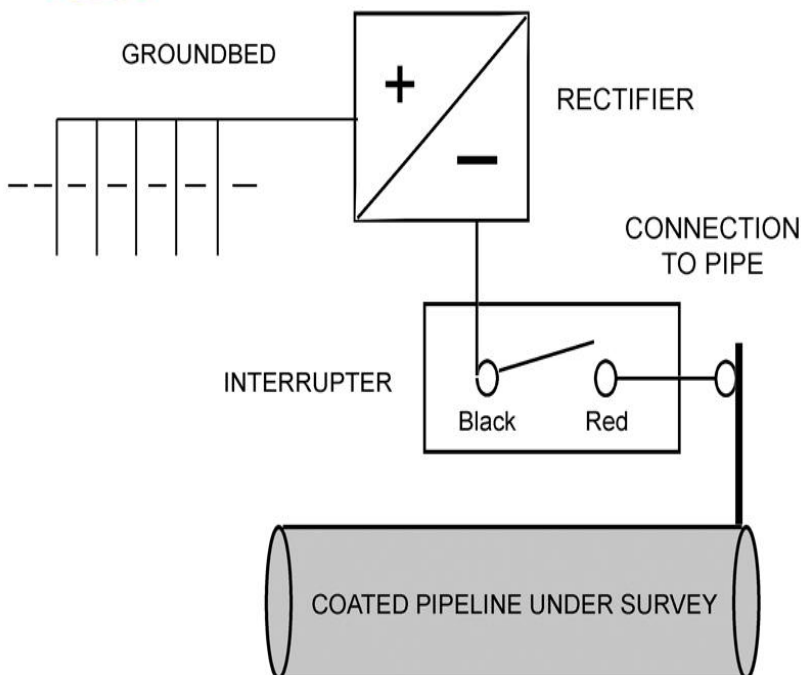 GROUNDBED
+
RECTIFIER
−
CONNECTION
TO PIPE
INTERRUPTER
Black Red
COATED PIPELINE UNDER SURVEY